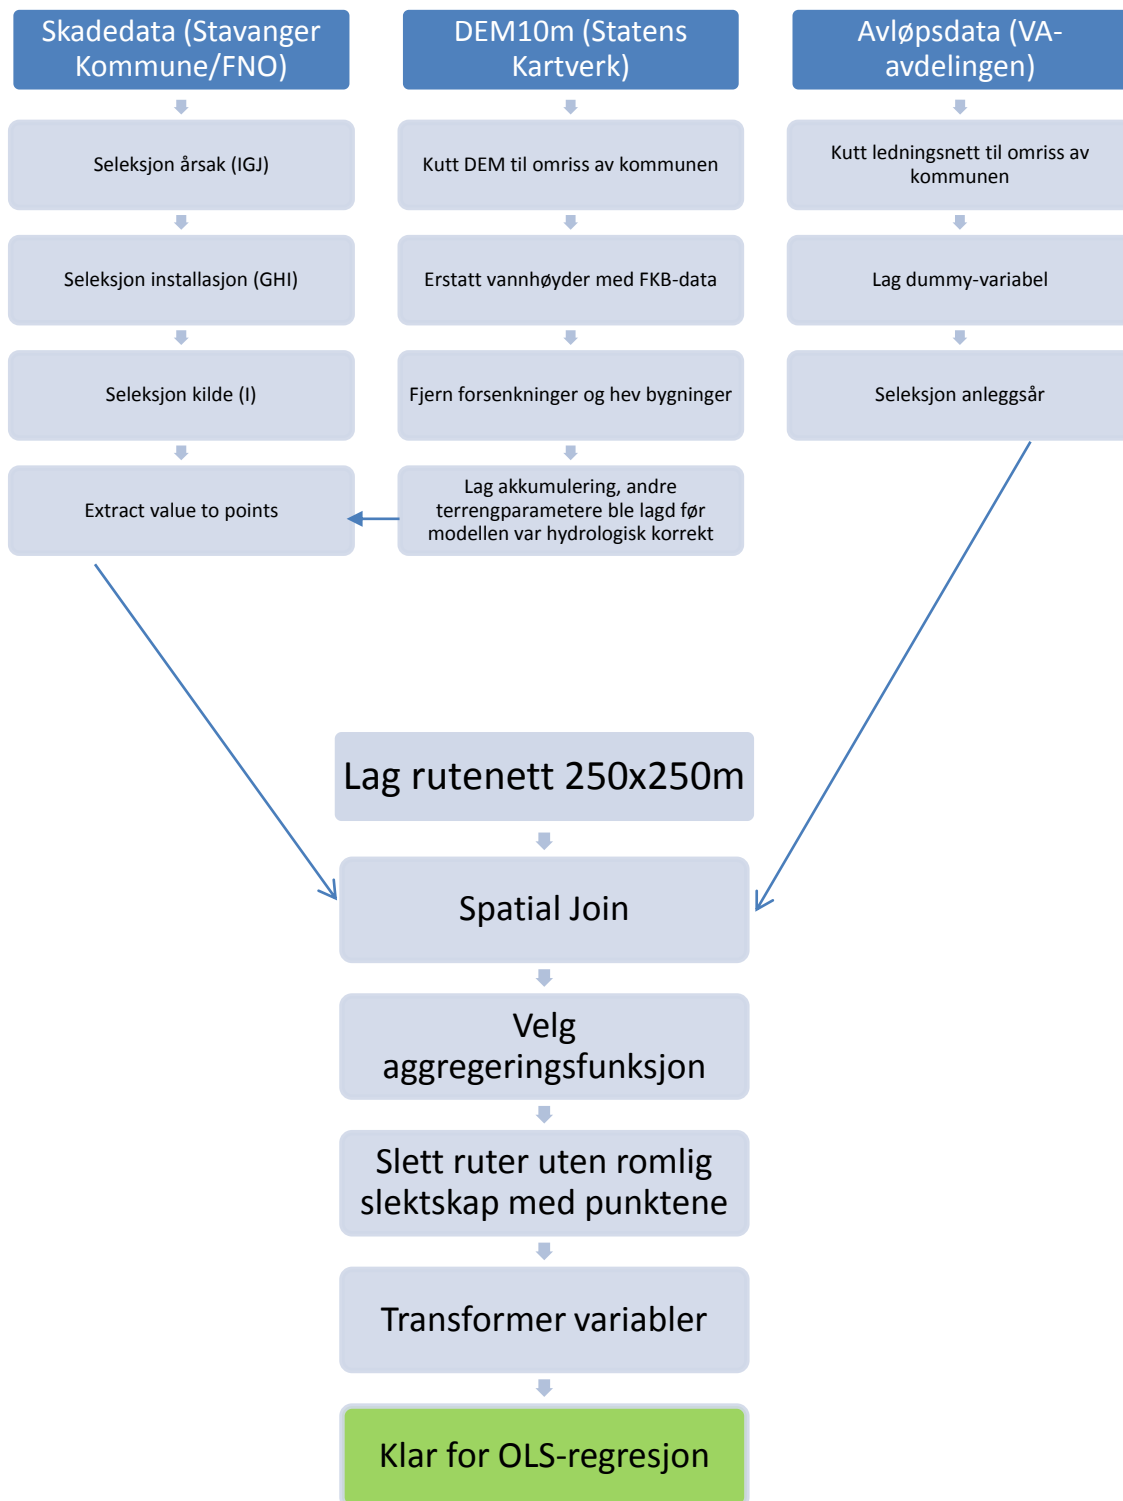 Skadedata (Stavanger
Kommune/FNO)
Seleksjon årsak (IGJ)
Seleksjon installasjon (GHI)
Seleksjon kilde (I)
Extract value to points
DEM10m (Statens
Kartverk)
Kutt DEM til omriss av kommunen
Erstatt vannhøyder med FKB-data
Fjern forsenkninger og hev bygninger
Lag akkumulering, andre
terrengparametere ble lagd før
modellen var hydrologisk korrekt
Avløpsdata (VA-
avdelingen)
Kutt ledningsnett til omriss av
kommunen
Lag dummy-variabel
Seleksjon anleggsår
Lag rutenett 250x250m
Spatial Join
Velg
aggregeringsfunksjon
Slett ruter uten romlig
slektskap med punktene
Transformer variabler
Klar for OLS-regresjon